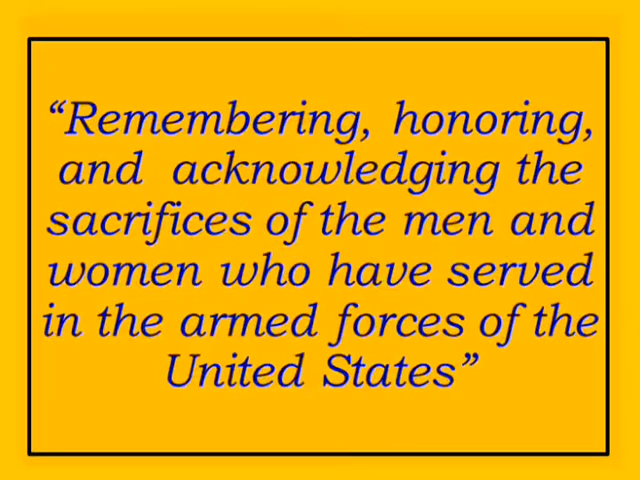 “Remembering, honoring,
and acknowledging the
sacrifices of the men and
women who have served
in the armed forces of the
United States”